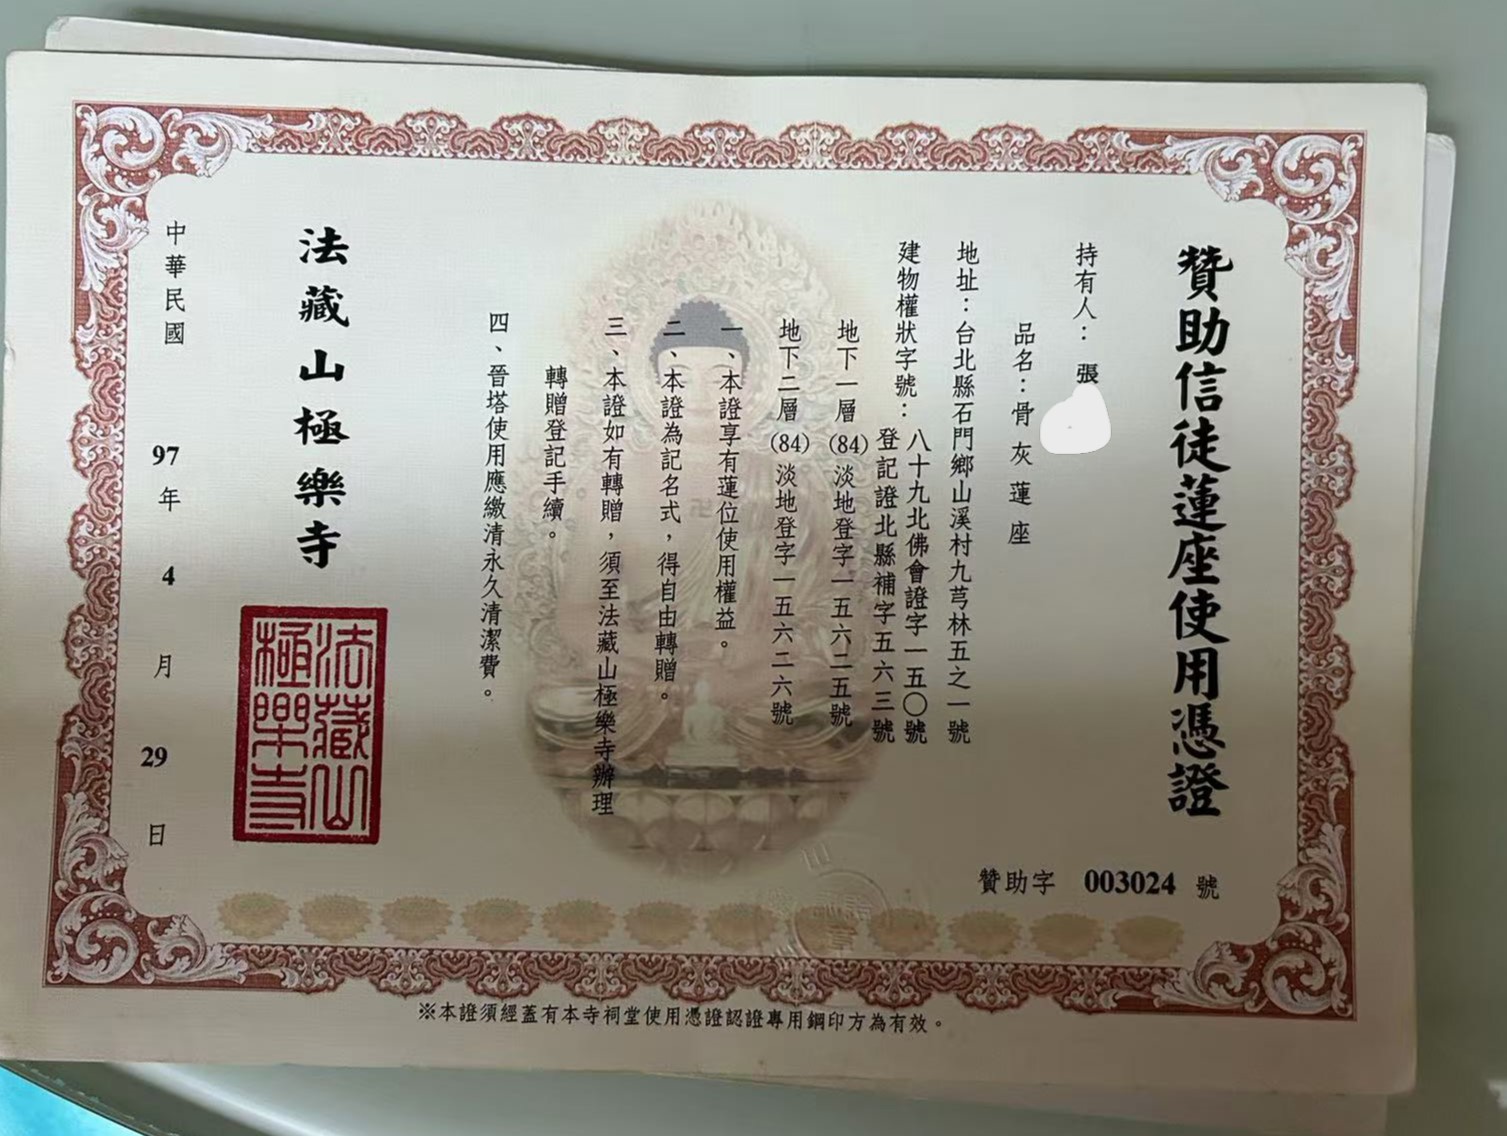 贊助信徒蓮座使用憑證
贊助字 003024 號
持有人：張
品名：骨灰蓮座
地址：台北縣石門鄉山溪村九芎林五之一號
建物權狀字號：八十九北佛會證字一五〇號
登記證北縣補字五六三號
地下一層(84)淡地登字一五六二五號
地下二層(84)淡地登字一五六二六號
一、本證享有蓮位使用權益。
二、本證為記名式，得自由轉贈。
三、本證如有轉贈，須至法藏山極樂寺辦理
轉贈登記手續。
四、晉塔使用應繳清永久清潔費。
法藏山極樂寺
法藏山
極樂寺
中華民國 97 年 4 月 29 日
※本證須經蓋有本寺祠堂使用憑證認證專用鋼印方為有效。